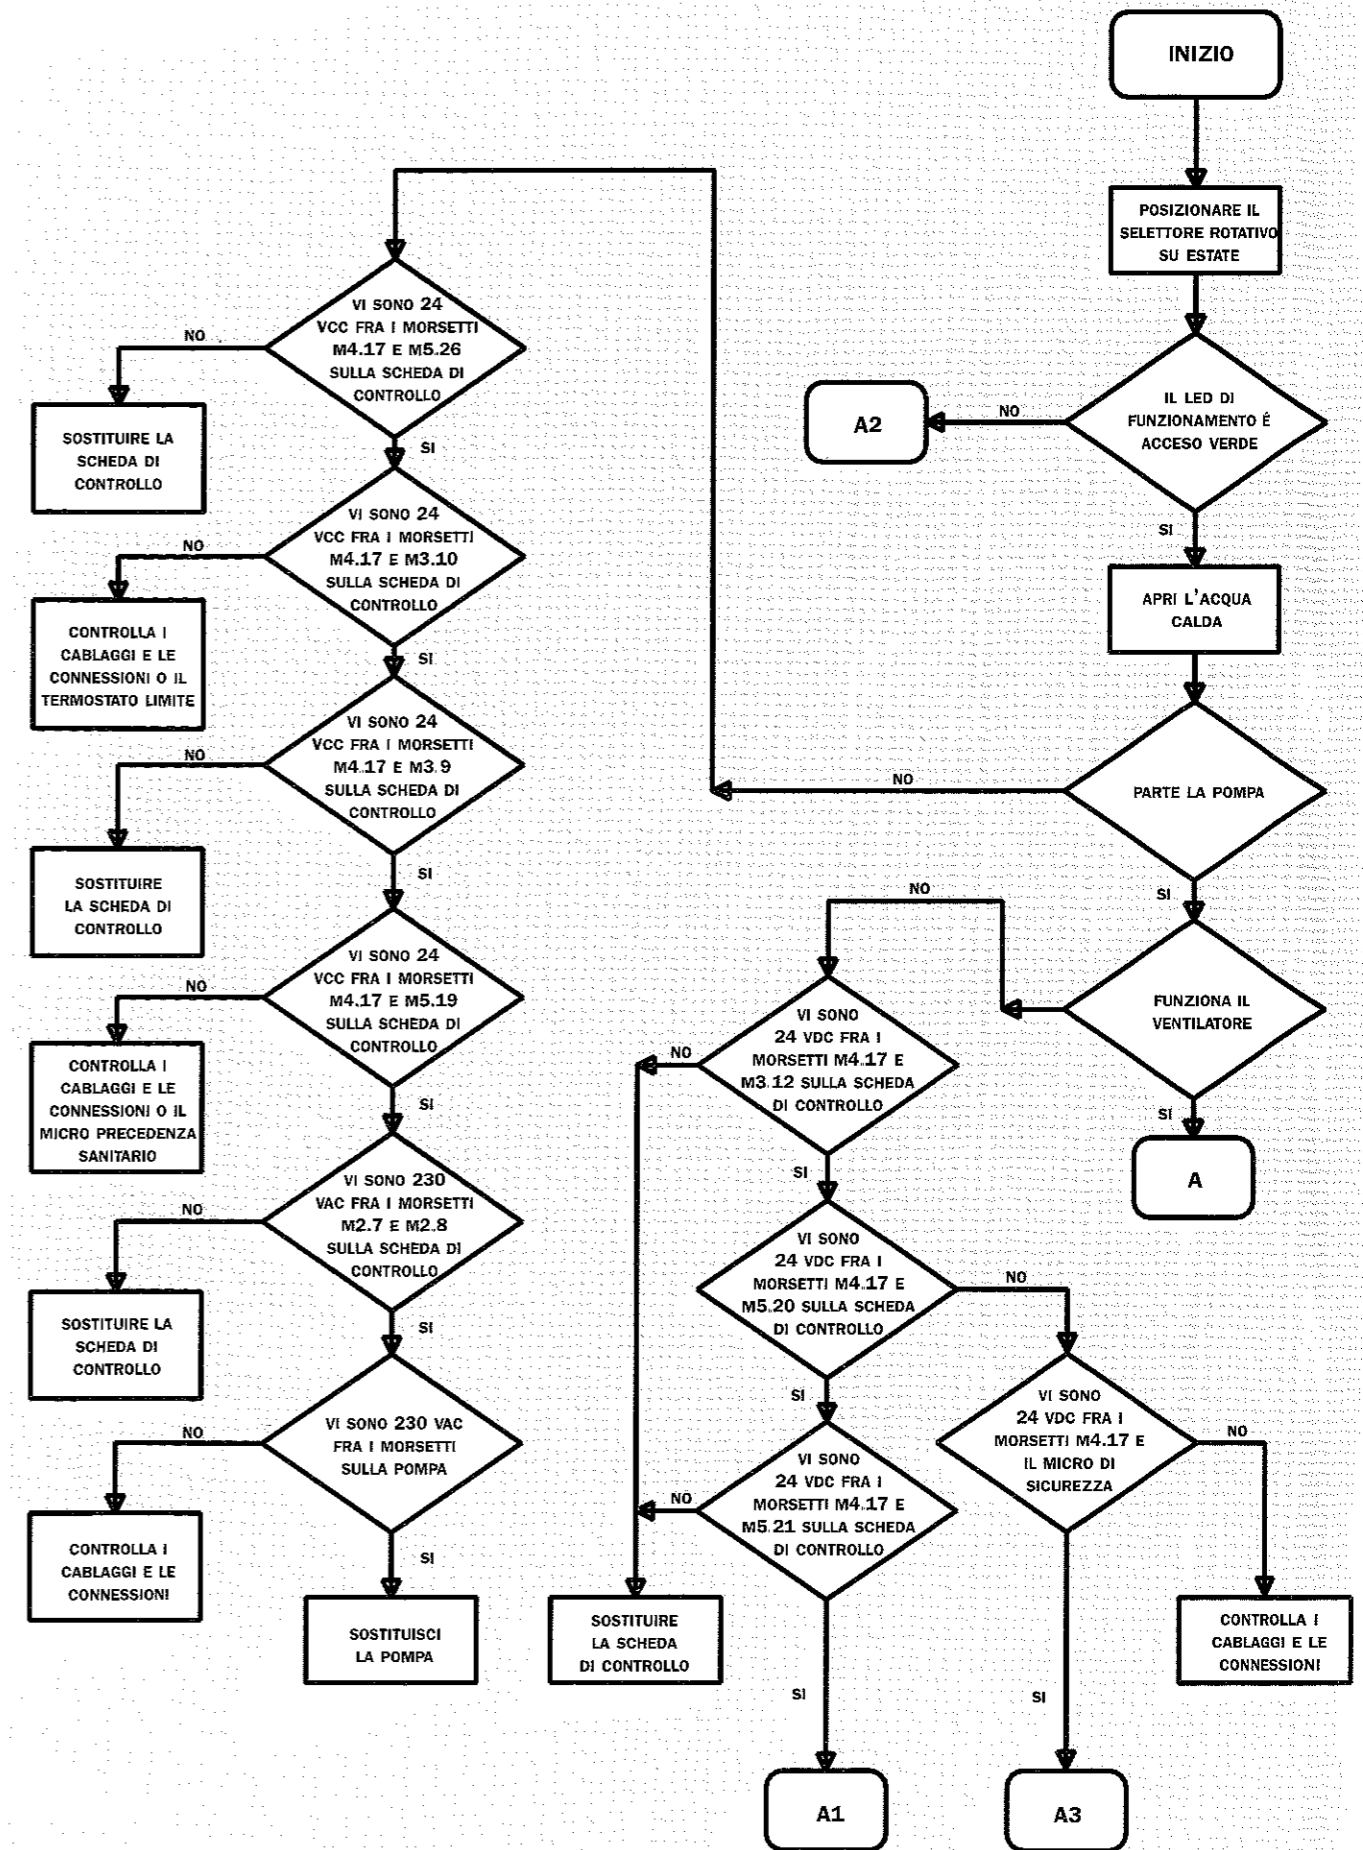 INIZIO
POSIZIONARE IL
SELETTORE ROTATIVO
SU ESTATE
IL LED DI
FUNZIONAMENTO É
ACCESO VERDE
NO
A2
SI
APRI L'ACQUA
CALDA
PARTE LA POMPA
NO
SI
FUNZIONA IL
VENTILATORE
NO
SI
A
VI SONO 24
VCC FRA I MORSETTI
M4.17 E M5.26
SULLA SCHEDA DI
CONTROLLO
NO
SOSTITUIRE LA
SCHEDA DI
CONTROLLO
SI
VI SONO 24
VCC FRA I MORSETTI
M4.17 E M3.10
SULLA SCHEDA DI
CONTROLLO
NO
CONTROLLA I
CABLAGGI E LE
CONNESSIONI O IL
TERMOSTATO LIMITE
SI
VI SONO 24
VCC FRA I MORSETTI
M4.17 E M3.9
SULLA SCHEDA DI
CONTROLLO
NO
SOSTITUIRE
LA SCHEDA DI
CONTROLLO
SI
VI SONO 24
VCC FRA I MORSETTI
M4.17 E M5.19
SULLA SCHEDA DI
CONTROLLO
NO
CONTROLLA I
CABLAGGI E LE
CONNESSIONI O IL
MICRO PRECEDENZA
SANITARIO
SI
VI SONO 230
VAC FRA I MORSETTI
M2.7 E M2.8
SULLA SCHEDA DI
CONTROLLO
NO
SOSTITUIRE LA
SCHEDA DI
CONTROLLO
SI
VI SONO 230 VAC
FRA I MORSETTI
SULLA POMPA
NO
CONTROLLA I
CABLAGGI E LE
CONNESSIONI
SI
SOSTITUISCI
LA POMPA
VI SONO
24 VDC FRA I
MORSETTI M4.17 E
M3.12 SULLA SCHEDA
DI CONTROLLO
NO
SI
VI SONO
24 VDC FRA I
MORSETTI M4.17 E
M5.20 SULLA SCHEDA
DI CONTROLLO
NO
SI
VI SONO
24 VDC FRA I
MORSETTI M4.17 E
M5.21 SULLA SCHEDA
DI CONTROLLO
NO
SOSTITUIRE
LA SCHEDA
DI CONTROLLO
SI
A1
VI SONO
24 VDC FRA I
MORSETTI M4.17 E
IL MICRO DI
SICUREZZA
NO
CONTROLLA I
CABLAGGI E LE
CONNESSIONI
SI
A3